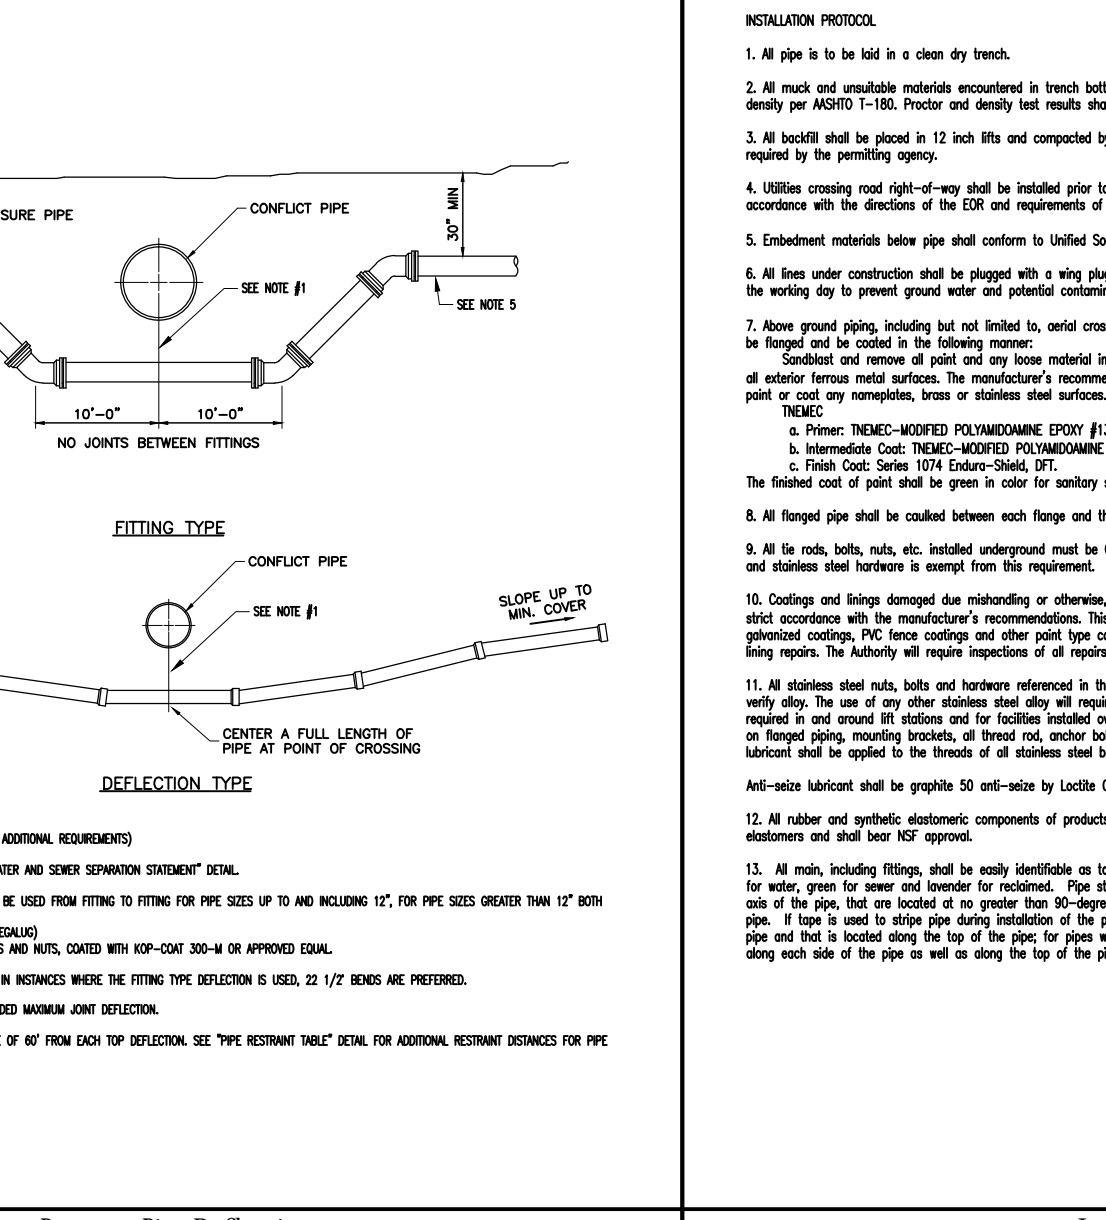 SURE PIPE
CONFLICT PIPE
30" MIN
SEE NOTE #1
SEE NOTE 5
10'-0"
10'-0"
NO JOINTS BETWEEN FITTINGS
FITTING TYPE
CONFLICT PIPE
SEE NOTE #1
SLOPE UP TO
MIN. COVER
CENTER A FULL LENGTH OF
PIPE AT POINT OF CROSSING
DEFLECTION TYPE
ADDITIONAL REQUIREMENTS)
ATER AND SEWER SEPARATION STATEMENT" DETAIL.
BE USED FROM FITTING TO FITTING FOR PIPE SIZES UP TO AND INCLUDING 12", FOR PIPE SIZES GREATER THAN 12" BOTH
EGALUG)
S AND NUTS, COATED WITH KOP-COAT 300-M OR APPROVED EQUAL.
IN INSTANCES WHERE THE FITTING TYPE DEFLECTION IS USED, 22 1/2' BENDS ARE PREFERRED.
DED MAXIMUM JOINT DEFLECTION.
E OF 60' FROM EACH TOP DEFLECTION. SEE "PIPE RESTRAINT TABLE" DETAIL FOR ADDITIONAL RESTRAINT DISTANCES FOR PIPE
INSTALLATION PROTOCOL
1. All pipe is to be laid in a clean dry trench.
2. All muck and unsuitable materials encountered in trench bott
density per AASHTO T-180. Proctor and density test results sha
3. All backfill shall be placed in 12 inch lifts and compacted by
required by the permitting agency.
4. Utilities crossing road right-of-way shall be installed prior to
accordance with the directions of the EOR and requirements of
5. Embedment materials below pipe shall conform to Unified So
6. All lines under construction shall be plugged with a wing plug
the working day to prevent ground water and potential contamin
7. Above ground piping, including but not limited to, aerial cross
be flanged and be coated in the following manner:
Sandblast and remove all paint and any loose material in
all exterior ferrous metal surfaces. The manufacturer's recomme
paint or coat any nameplates, brass or stainless steel surfaces.
TNEMEC
a. Primer: TNEMEC-MODIFIED POLYAMIDOAMINE EPOXY #13
b. Intermediate Coat: TNEMEC-MODIFIED POLYAMIDOAMINE
c. Finish Coat: Series 1074 Endura-Shield, DFT.
The finished coat of paint shall be green in color for sanitary s
8. All flanged pipe shall be caulked between each flange and th
9. All tie rods, bolts, nuts, etc. installed underground must be
and stainless steel hardware is exempt from this requirement.
10. Coatings and linings damaged due mishandling or otherwise,
strict accordance with the manufacturer's recommendations. This
galvanized coatings, PVC fence coatings and other paint type co
lining repairs. The Authority will require inspections of all repairs
11. All stainless steel nuts, bolts and hardware referenced in th
verify alloy. The use of any other stainless steel alloy will requir
required in and around lift stations and for facilities installed ov
on flanged piping, mounting brackets, all thread rod, anchor bol
lubricant shall be applied to the threads of all stainless steel b
Anti-seize lubricant shall be graphite 50 anti-seize by Loctite C
12. All rubber and synthetic elastomeric components of products
elastomers and shall bear NSF approval.
13. All main, including fittings, shall be easily identifiable as to
for water, green for sewer and lavender for reclaimed. Pipe st
axis of the pipe, that are located at no greater than 90-degree
pipe. If tape is used to stripe pipe during installation of the p
pipe and that is located along the top of the pipe; for pipes w
along each side of the pipe as well as along the top of the pi